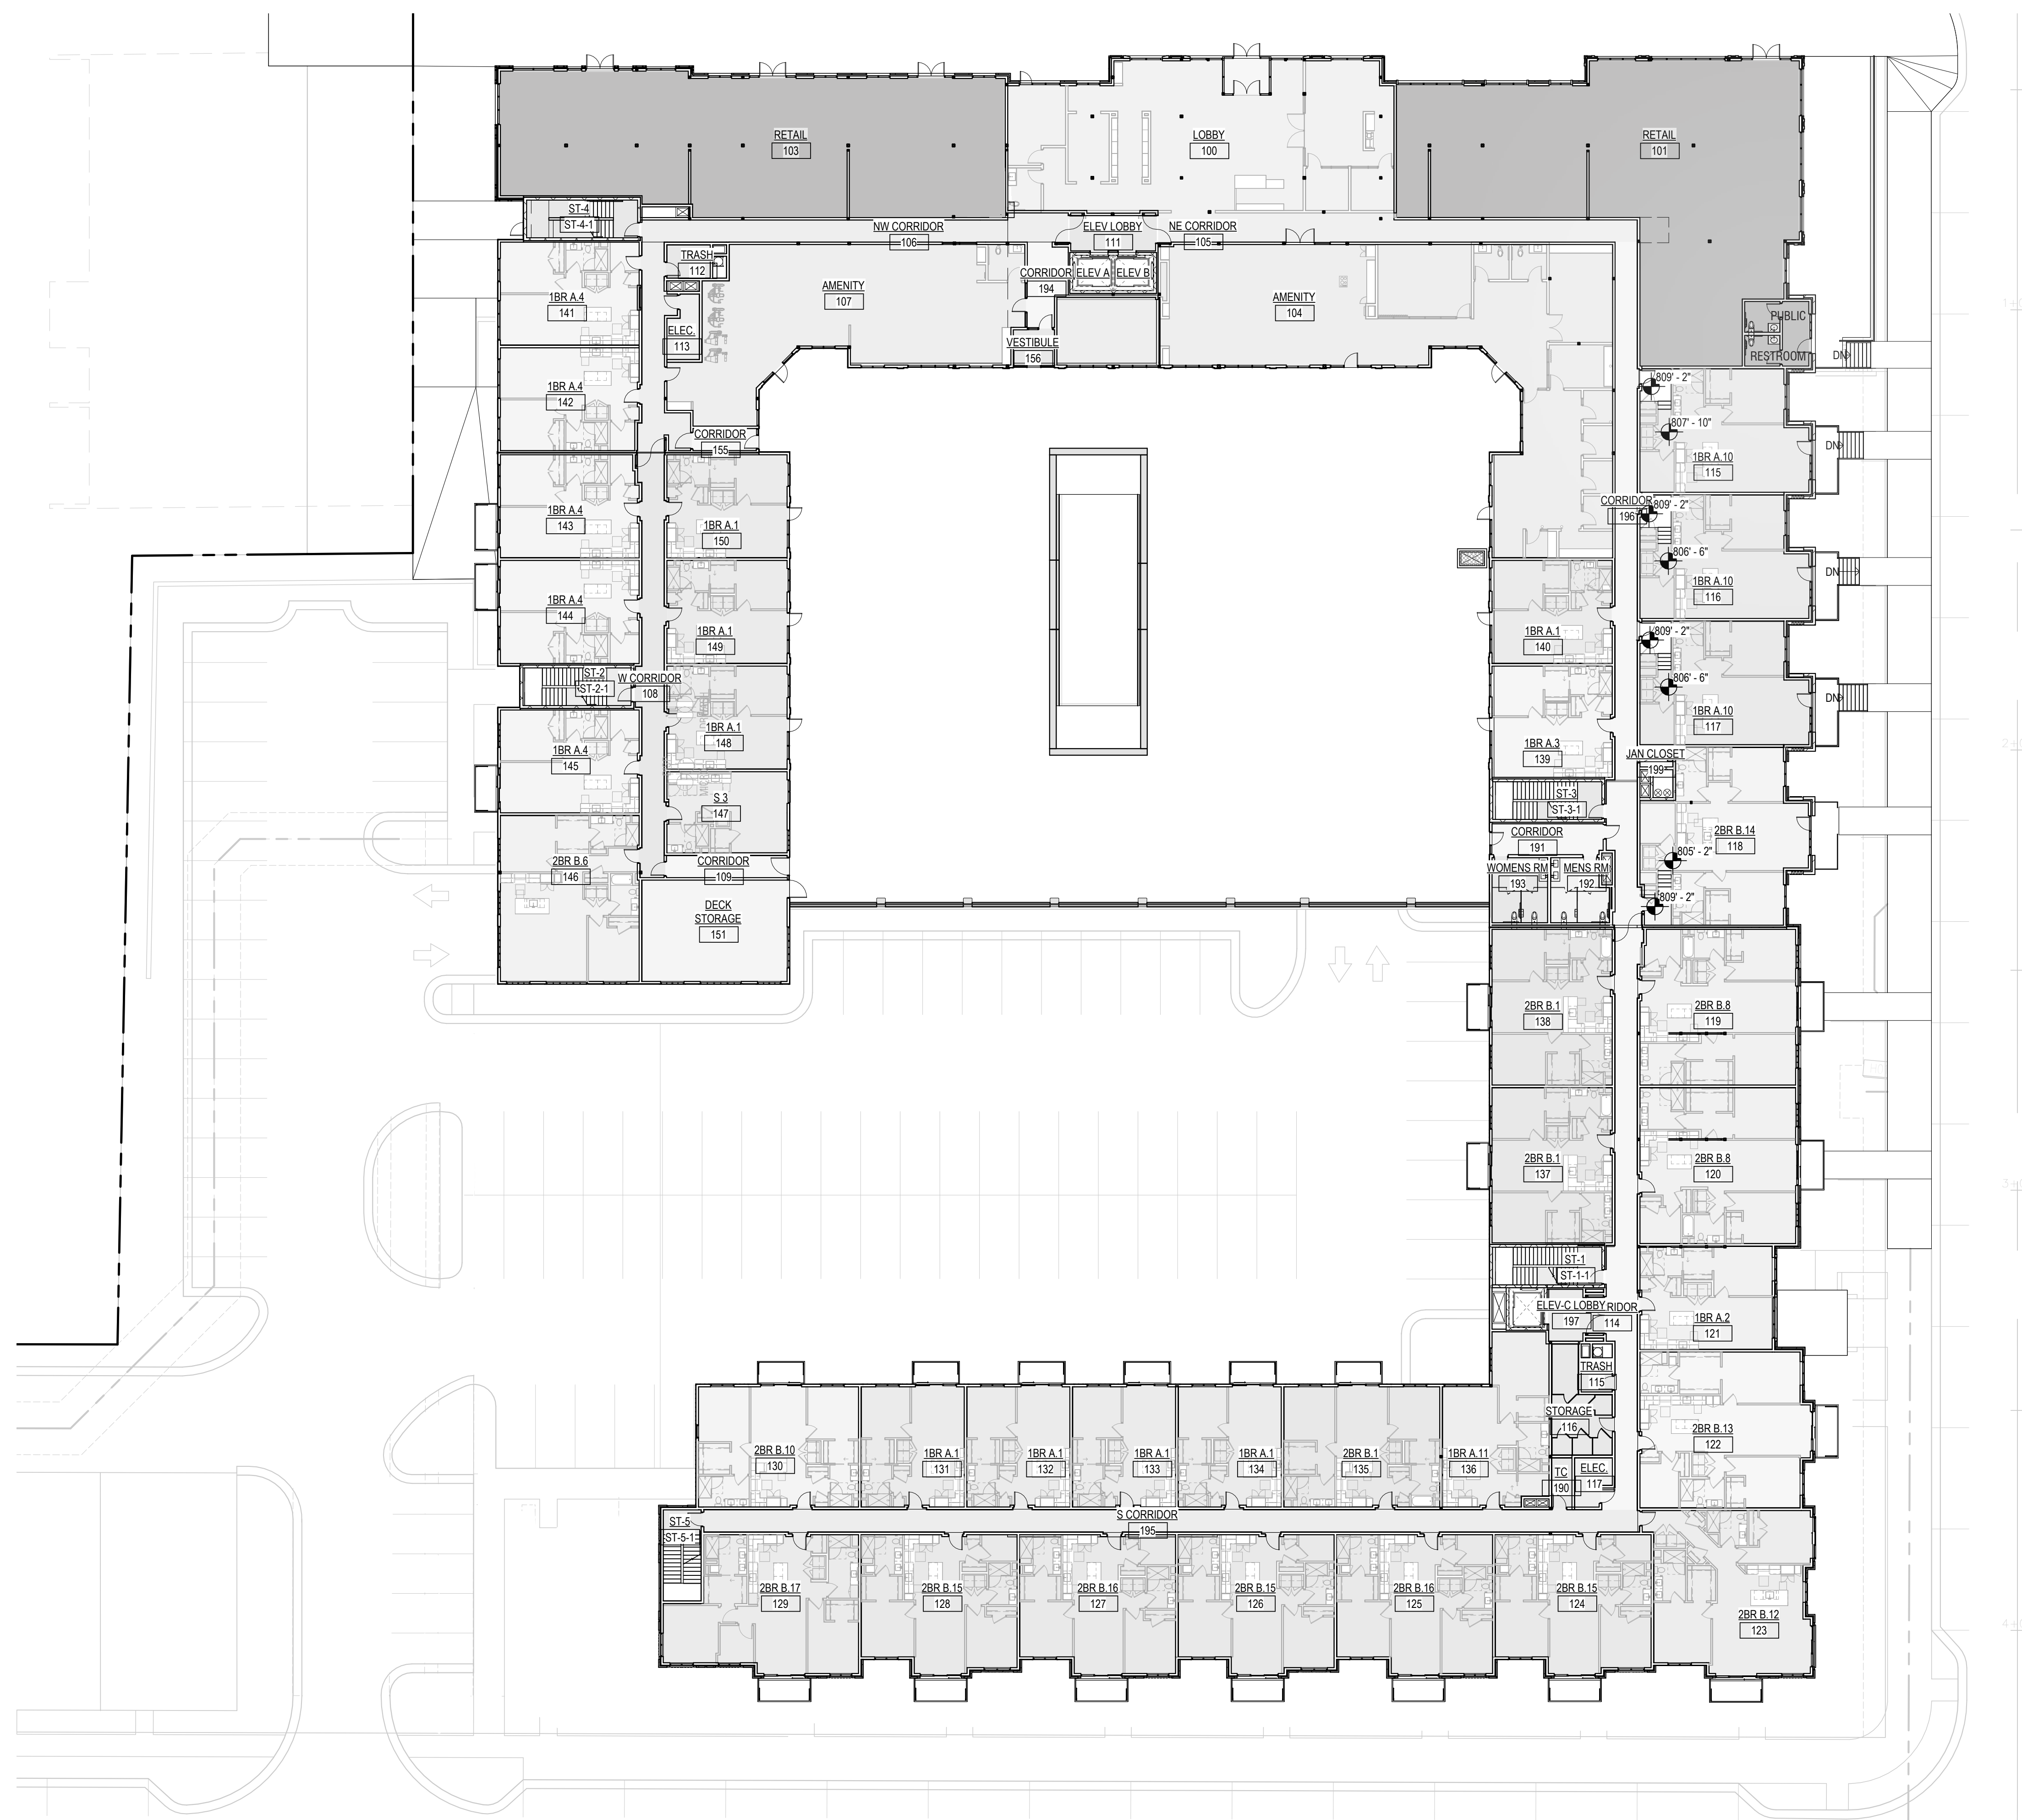 RETAIL
103
LOBBY
100
RETAIL
101
ST-4
ST-4-1
NW CORRIDOR
106
ELEV LOBBY
111
NE CORRIDOR
105
TRASH
112
CORRIDOR
194
ELEV A
ELEV B
AMENITY
107
AMENITY
104
1BR A.4
141
ELEC.
113
VESTIBULE
156
PUBLIC
RESTROOM
DN
1BR A.4
142
809' - 2"
807' - 10"
DN
CORRIDOR
155
1BR A.10
115
1BR A.4
143
1BR A.1
150
CORRIDOR
196
809' - 2"
806' - 6"
DN
1BR A.10
116
1BR A.4
144
1BR A.1
149
1BR A.1
140
809' - 2"
806' - 6"
DN
1BR A.10
117
ST-2
ST-2-1
W CORRIDOR
108
1BR A.1
148
1BR A.4
145
1BR A.3
139
JAN CLOSET
199
S 3
147
ST-3
ST-3-1
CORRIDOR
191
2BR B.14
118
805' - 2"
2BR B.6
146
CORRIDOR
109
WOMENS RM
193
MENS RM
192
809' - 2"
DECK
STORAGE
151
2BR B.1
138
2BR B.8
119
2BR B.1
137
2BR B.8
120
ST-1
ST-1-1
ELEV-C LOBBY
197
RIDOR
114
1BR A.2
121
TRASH
115
STORAGE
116
2BR B.13
122
2BR B.10
130
1BR A.1
131
1BR A.1
132
1BR A.1
133
1BR A.1
134
2BR B.1
135
1BR A.11
136
TC
190
ELEC.
117
S CORRIDOR
195
ST-5
ST-5-1
2BR B.17
129
2BR B.15
128
2BR B.16
127
2BR B.15
126
2BR B.16
125
2BR B.15
124
2BR B.12
123